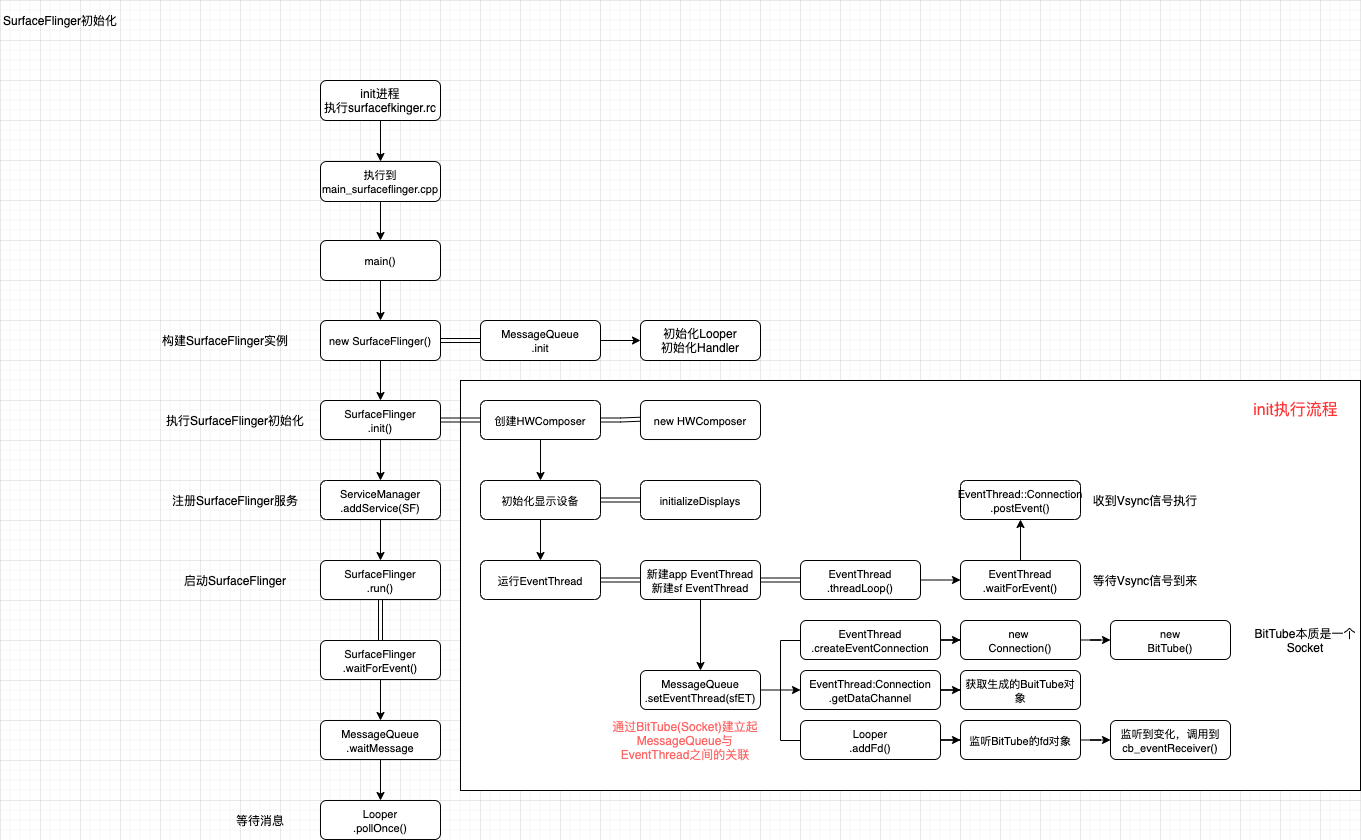 SurfaceFlinger初始化
init进程
执行surfacefkinger.rc
执行到
main_surfaceflinger.cpp
main()
构建SurfaceFlinger实例
new SurfaceFlinger()
MessageQueue
.init
初始化Looper
初始化Handler
执行SurfaceFlinger初始化
SurfaceFlinger
.init()
创建HWComposer
new HWComposer
init执行流程
注册SurfaceFlinger服务
ServiceManager
.addService(SF)
初始化显示设备
initializeDisplays
EventThread::Connection
.postEvent()
收到Vsync信号执行
启动SurfaceFlinger
SurfaceFlinger
.run()
运行EventThread
新建app EventThread
新建sf EventThread
EventThread
.threadLoop()
EventThread
.waitForEvent()
等待Vsync信号到来
SurfaceFlinger
.waitForEvent()
EventThread
.createEventConnection
new
Connection()
new
BitTube()
BitTube本质是一个
Socket
MessageQueue
.setEventThread(sfET)
EventThread:Connection
.getDataChannel
获取生成的BuitTube对
象
通过BitTube(Socket)建立起
MessageQueue与
EventThread之间的关联
MessageQueue
.waitMessage
Looper
.addFd()
监听BitTube的fd对象
监听到变化，调用到
cb_eventReceiver()
等待消息
Looper
.pollOnce()